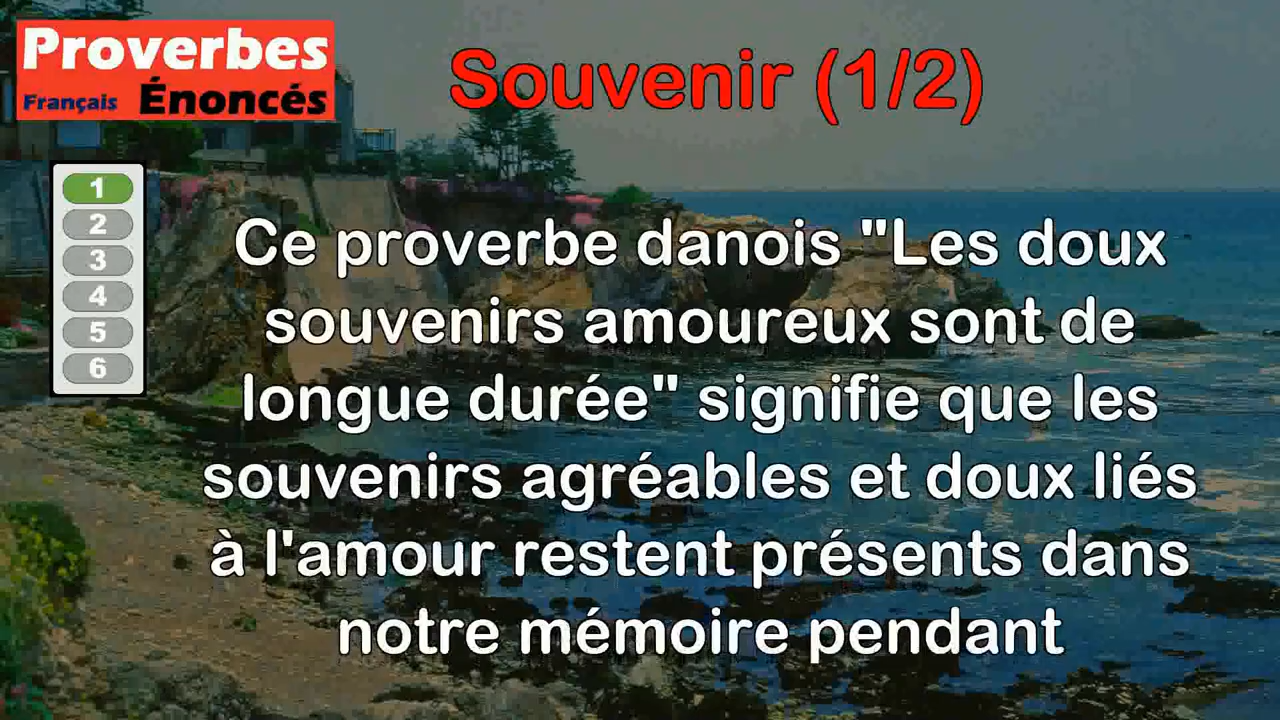 Proverbes
Français Énoncés
Souvenir (1/2)
1
2
3
4
5
6
Ce proverbe danois "Les doux
souvenirs amoureux sont de
longue durée" signifie que les
souvenirs agréables et doux liés
à l'amour restent présents dans
notre mémoire pendant